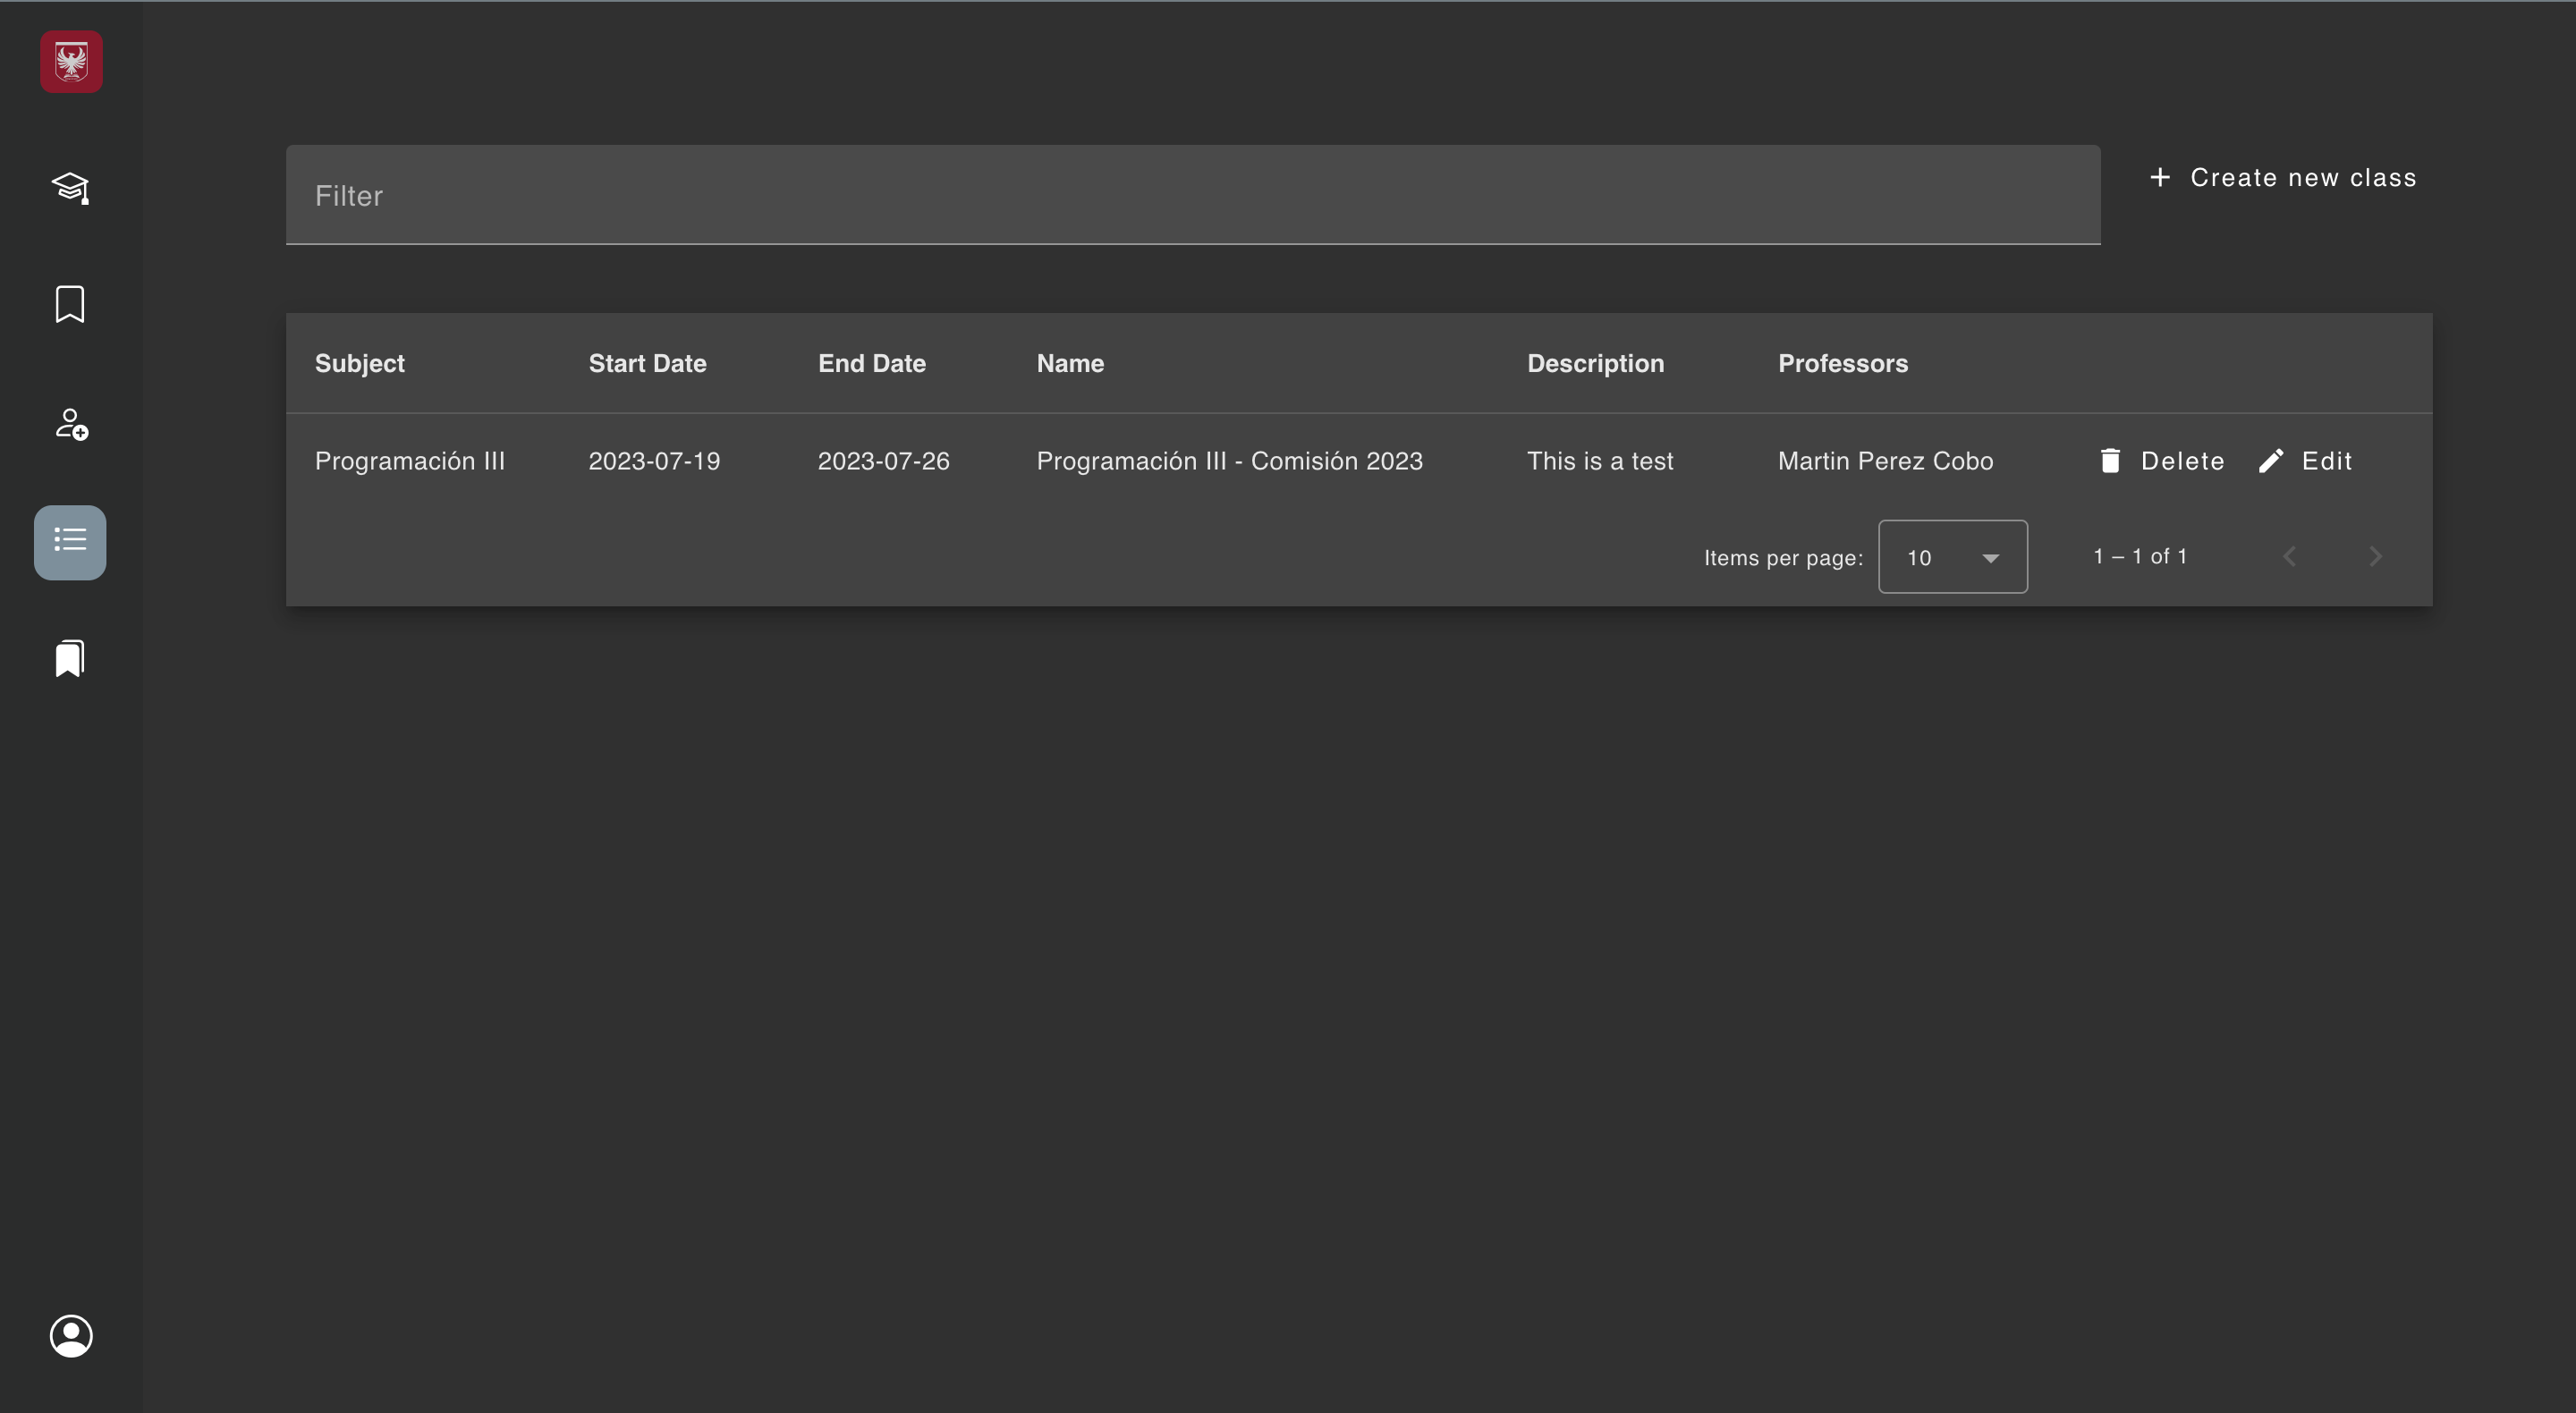 Filter
Create new class
Subject Start Date End Date Name Description Professors
Programación III 2023-07-19 2023-07-26 Programación III - Comisión 2023 This is a test Martin Perez Cobo Delete Edit
Items per page: 10 1 – 1 of 1